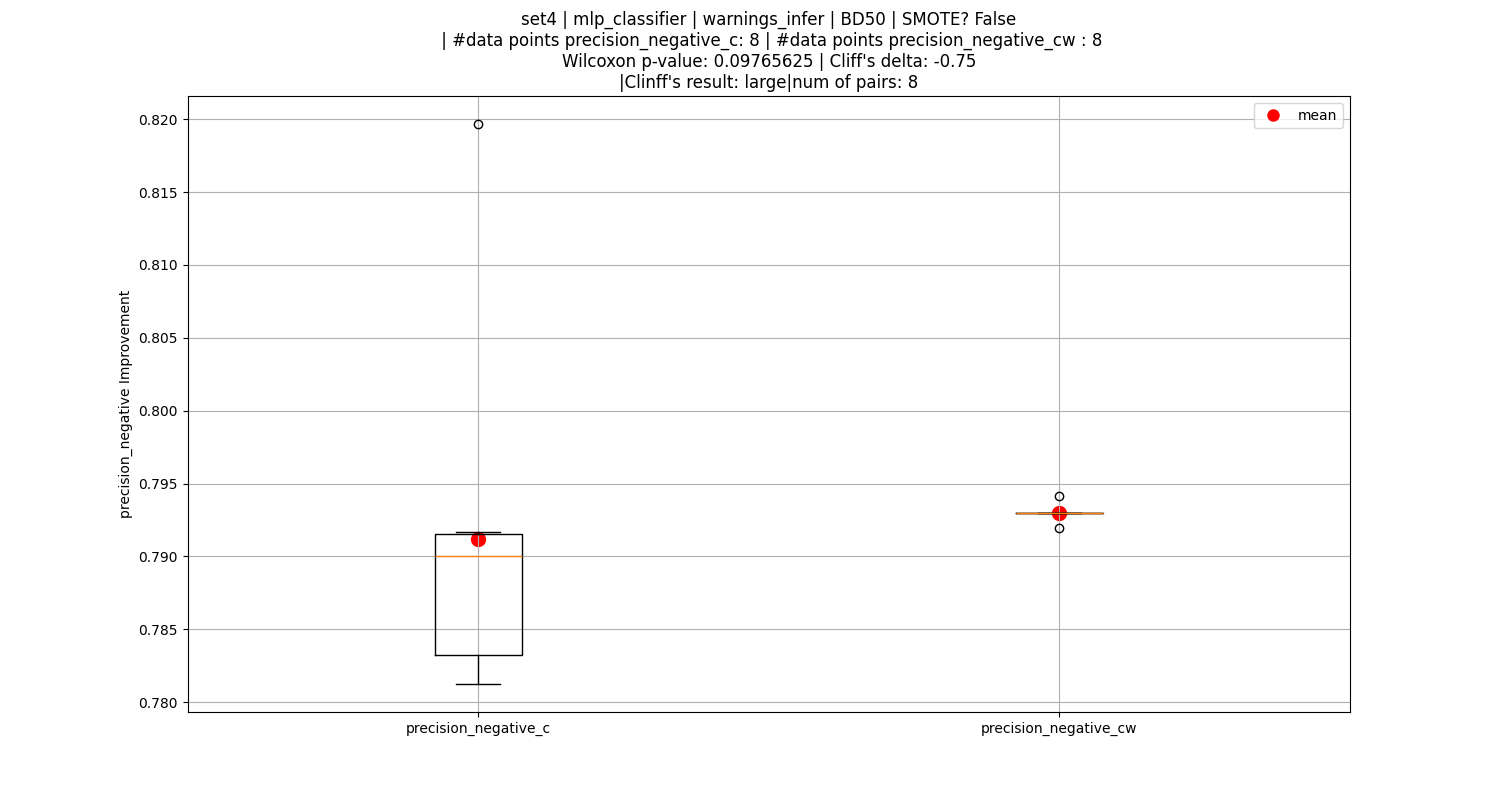 set4 | mlp_classifier | warnings_infer | BD50 | SMOTE? False
| #data points precision_negative_c: 8 | #data points precision_negative_cw : 8
Wilcoxon p-value: 0.09765625 | Cliff's delta: -0.75
|Clinff's result: large|num of pairs: 8
mean
0.820
0.815
0.810
0.805
0.800
0.795
0.790
0.785
0.780
precision_negative Improvement
precision_negative_c
precision_negative_cw